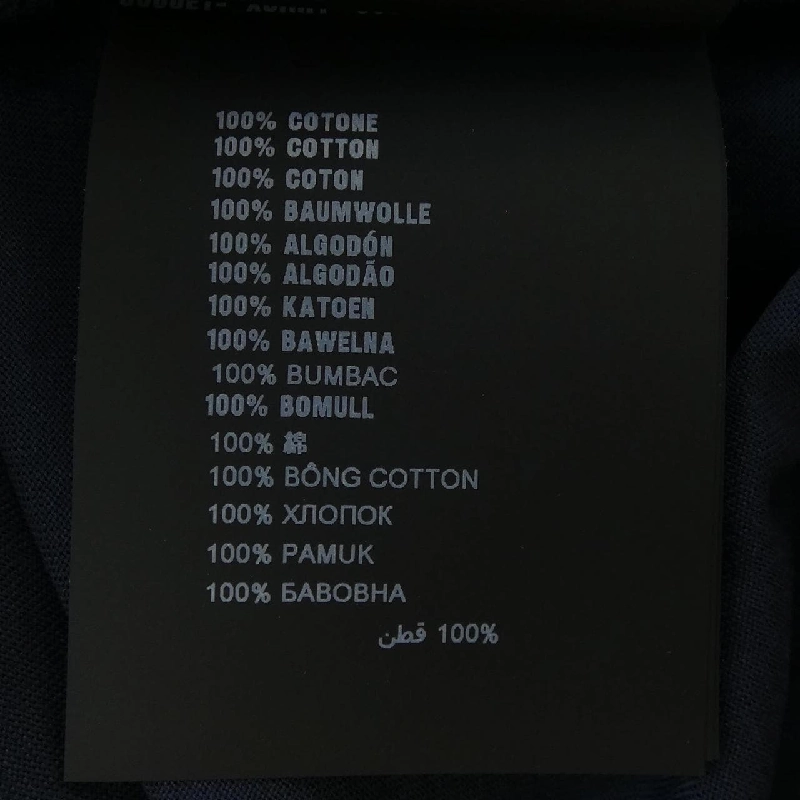 100% COTONE
100% COTTON
100% COTON
100% BAUMWOLLE
100% ALGODÓN
100% ALGODÃO
100% KATOEN
100% BAWELNA
100% BUMBAC
100% BOMULL
100% 綿
100% BÔNG COTTON
100% ХЛОПОК
100% PAMUK
100% БАВОВНА
100% قطن